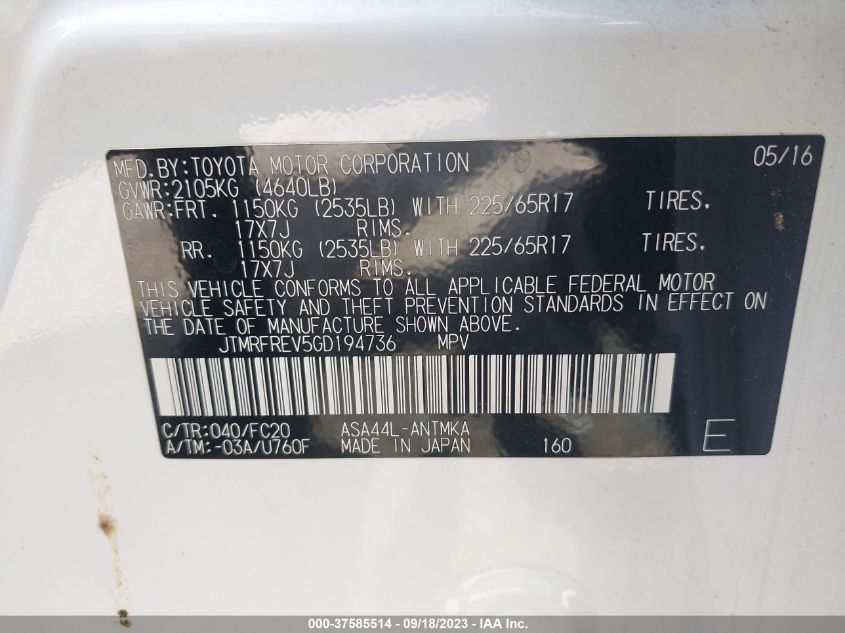 MFD.BY:TOYOTA MOTOR CORPORATION 05/16
GVWR:2105KG (4640LB)
GAWR:FRT. 1150KG (2535LB) WITH 225/65R17 TIRES.
17X7J RIMS.
RR. 1150KG (2535LB) WITH 225/65R17 TIRES.
17X7J RIMS.
THIS VEHICLE CONFORMS TO ALL APPLICABLE FEDERAL MOTOR
VEHICLE SAFETY AND THEFT PREVENTION STANDARDS IN EFFECT ON
THE DATE OF MANUFACTURE SHOWN ABOVE.
JTMRFREV5GD194736 MPV
C/TR:040/FC20 ASA44L-ANTMKA
A/TM:-03A/U760F MADE IN JAPAN 160 E
000-37585514 - 09/18/2023 - IAA Inc.